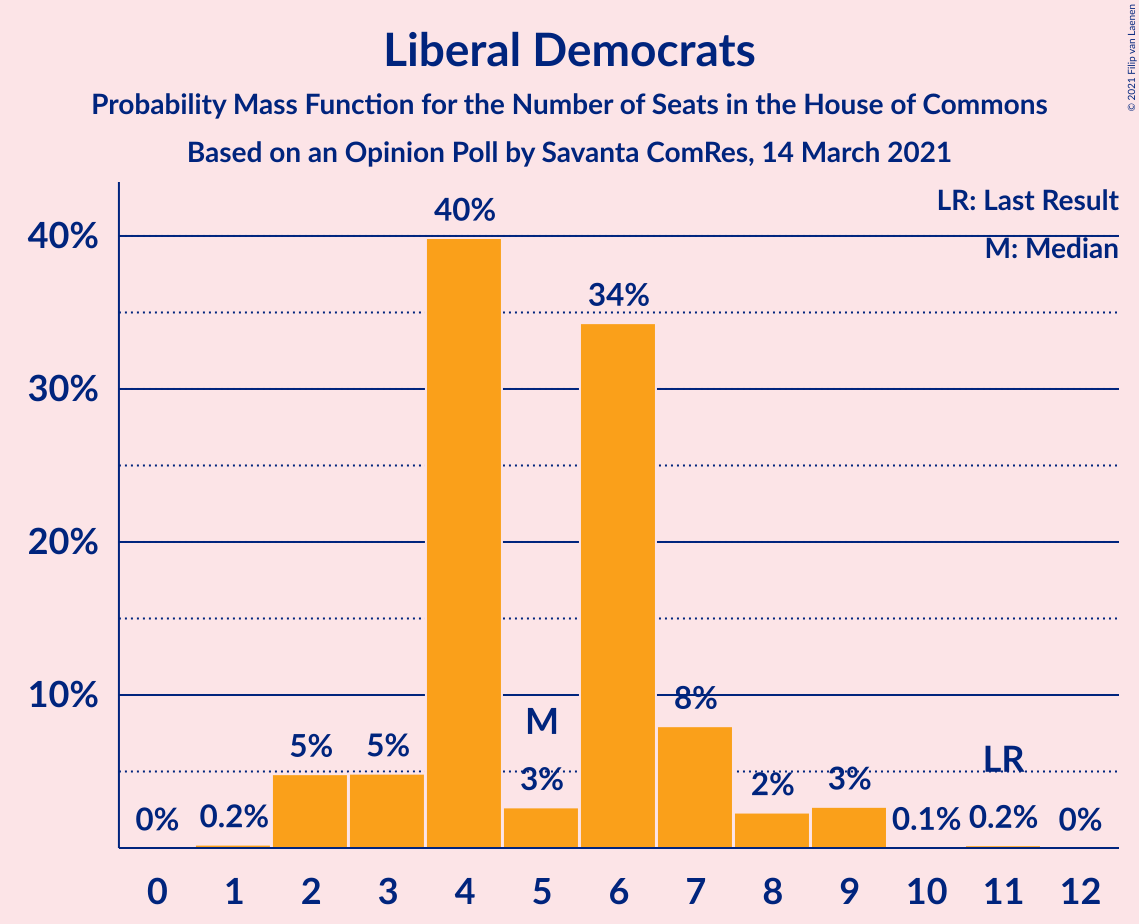 Liberal Democrats
Probability Mass Function for the Number of Seats in the House of Commons
Based on an Opinion Poll by Savanta ComRes, 14 March 2021
© 2021 Filip van Laenen
LR: Last Result
M: Median
40%
30%
20%
10%
0%
0.2%
5%
5%
40%
M
3%
34%
8%
2%
3%
0.1%
LR
0.2%
0%
0 1 2 3 4 5 6 7 8 9 10 11 12